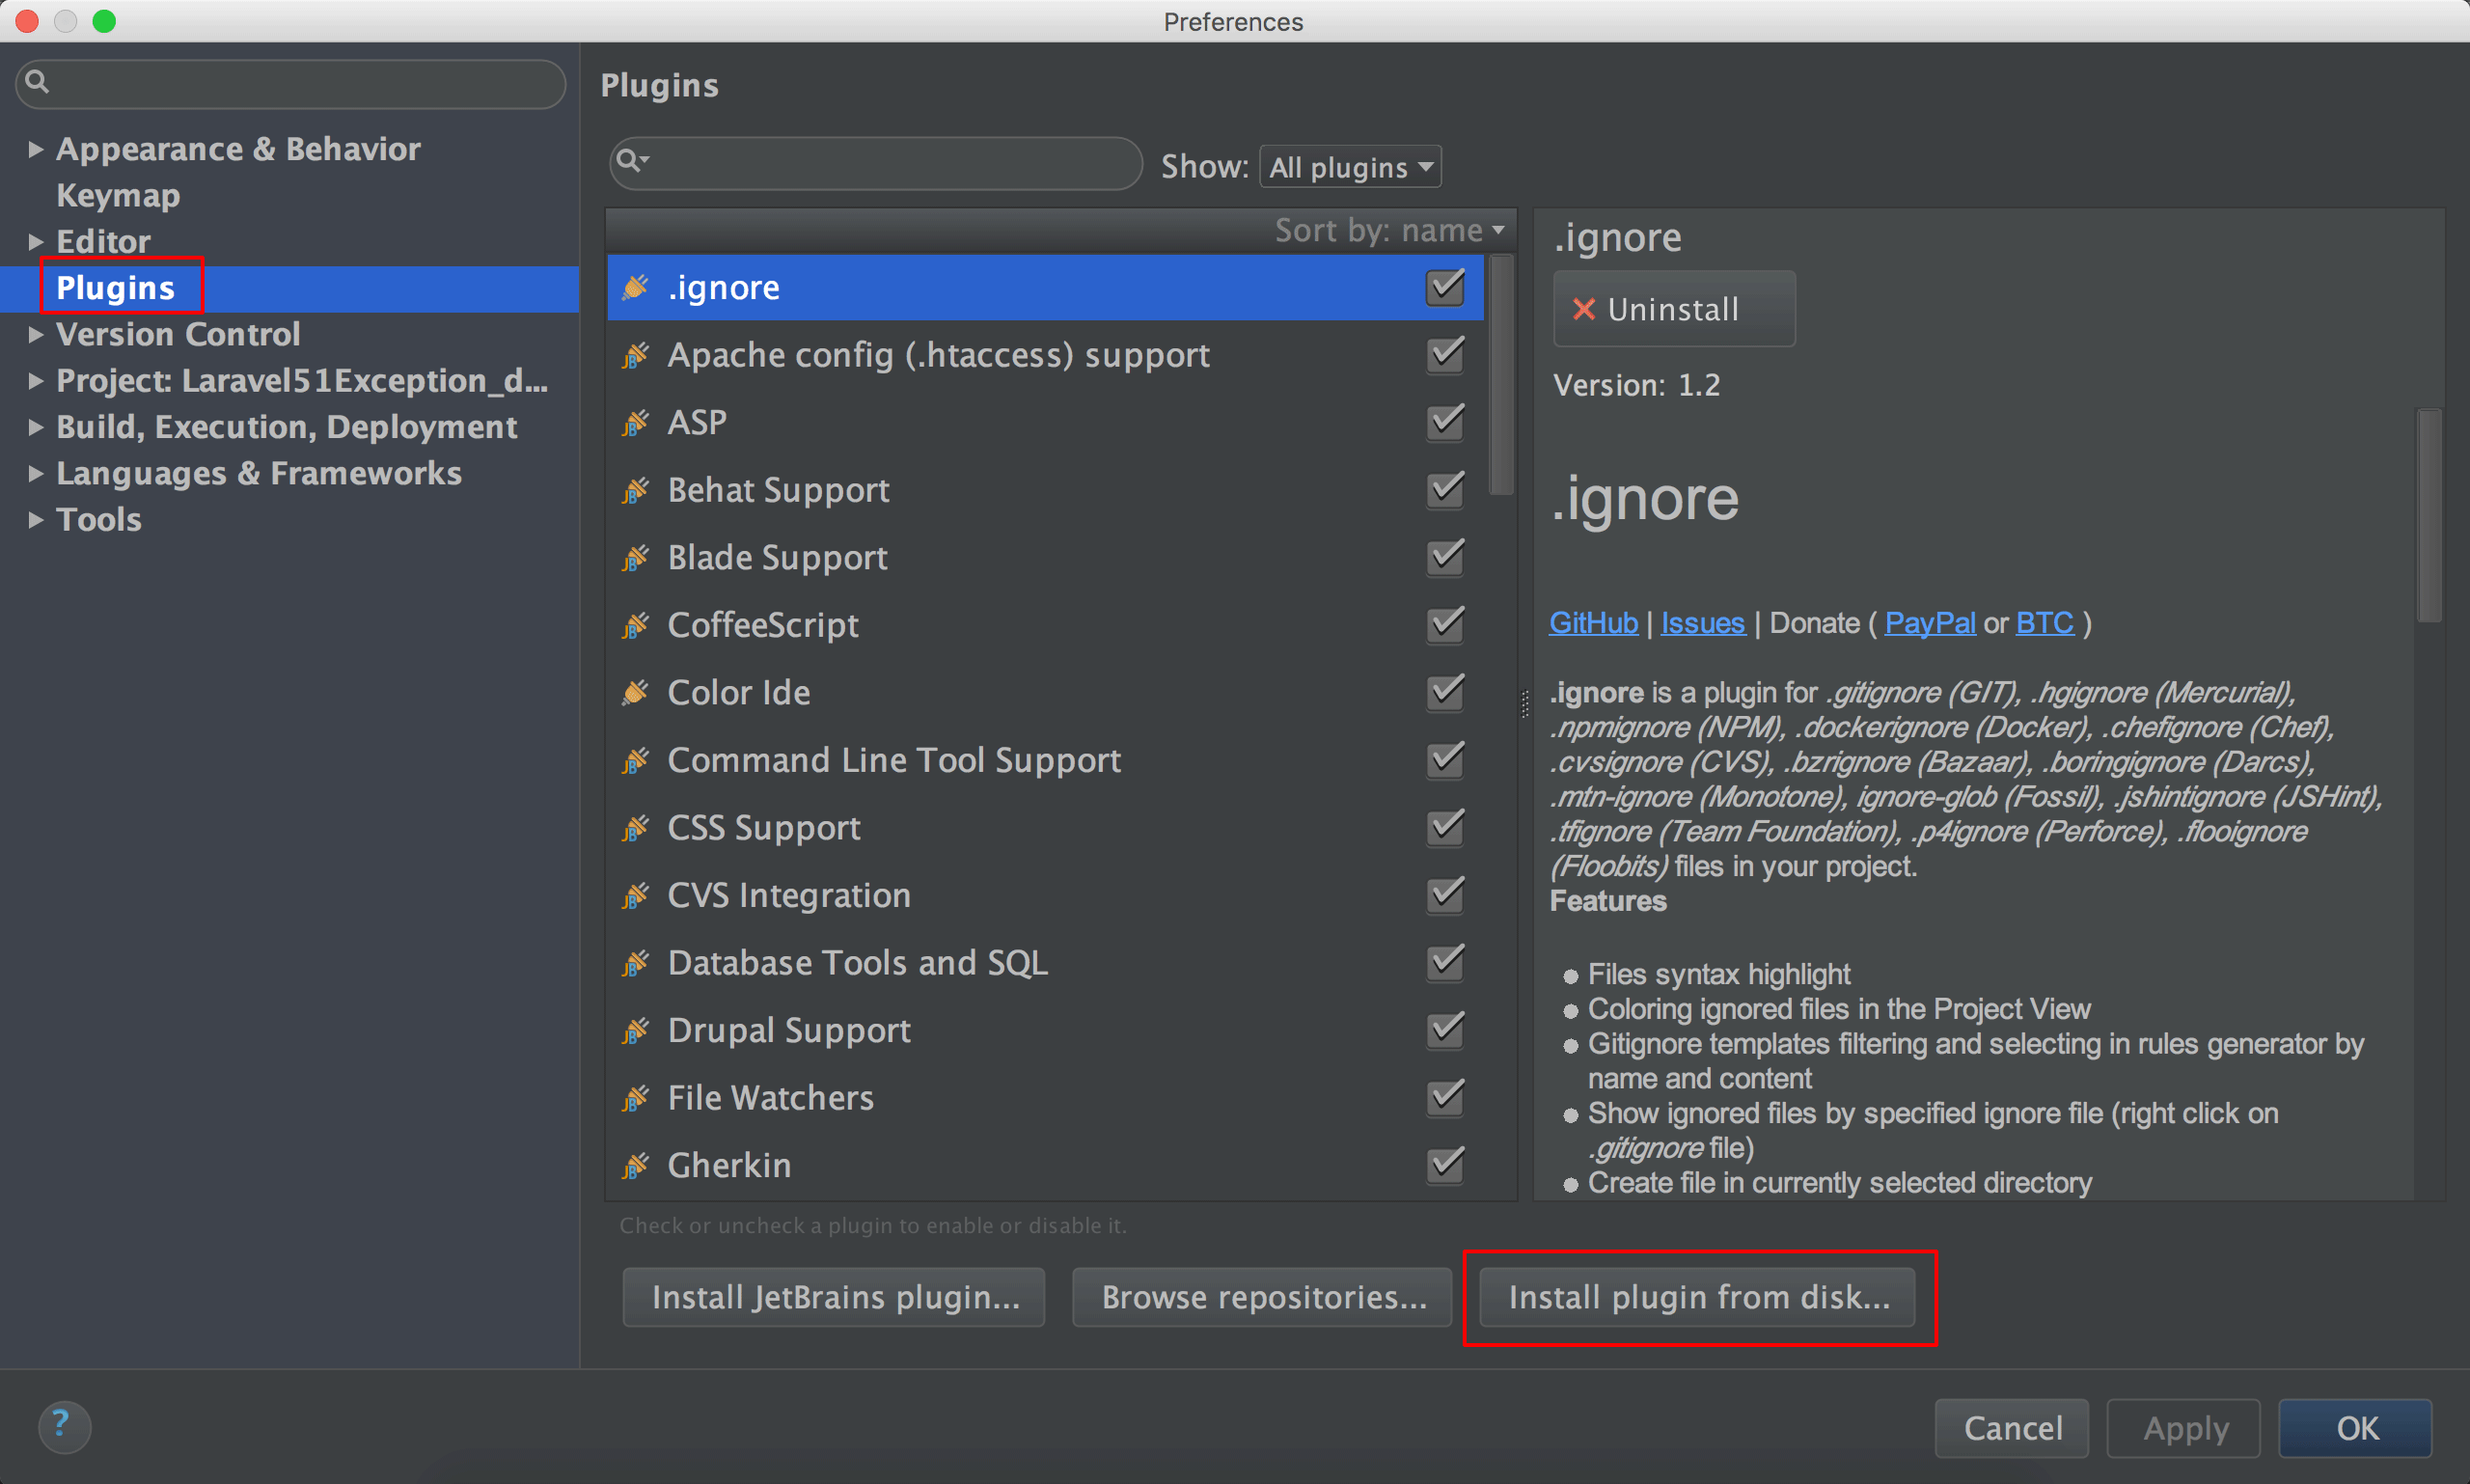 Preferences
Appearance & Behavior
Keymap
Editor
Plugins
Version Control
Project: Laravel51Exception_d...
Build, Execution, Deployment
Languages & Frameworks
Tools
Plugins
Show: All plugins
Sort by: name
.ignore
Apache config (.htaccess) support
ASP
Behat Support
Blade Support
CoffeeScript
Color Ide
Command Line Tool Support
CSS Support
CVS Integration
Database Tools and SQL
Drupal Support
File Watchers
Gherkin
Check or uncheck a plugin to enable or disable it.
Install JetBrains plugin...
Browse repositories...
Install plugin from disk...
.ignore
Uninstall
Version: 1.2
.ignore
GitHub | Issues | Donate ( PayPal or BTC )
.ignore is a plugin for .gitignore (GIT), .hgignore (Mercurial),
.npmignore (NPM), .dockerignore (Docker), .chefignore (Chef),
.cvsignore (CVS), .bzrignore (Bazaar), .boringignore (Darcs),
.mtn-ignore (Monotone), ignore-glob (Fossil), .jshintignore (JSHint),
.tfignore (Team Foundation), .p4ignore (Perforce), .flooignore
(Floobits) files in your project.
Features
Files syntax highlight
Coloring ignored files in the Project View
Gitignore templates filtering and selecting in rules generator by
name and content
Show ignored files by specified ignore file (right click on
.gitignore file)
Create file in currently selected directory
?
Cancel
Apply
OK